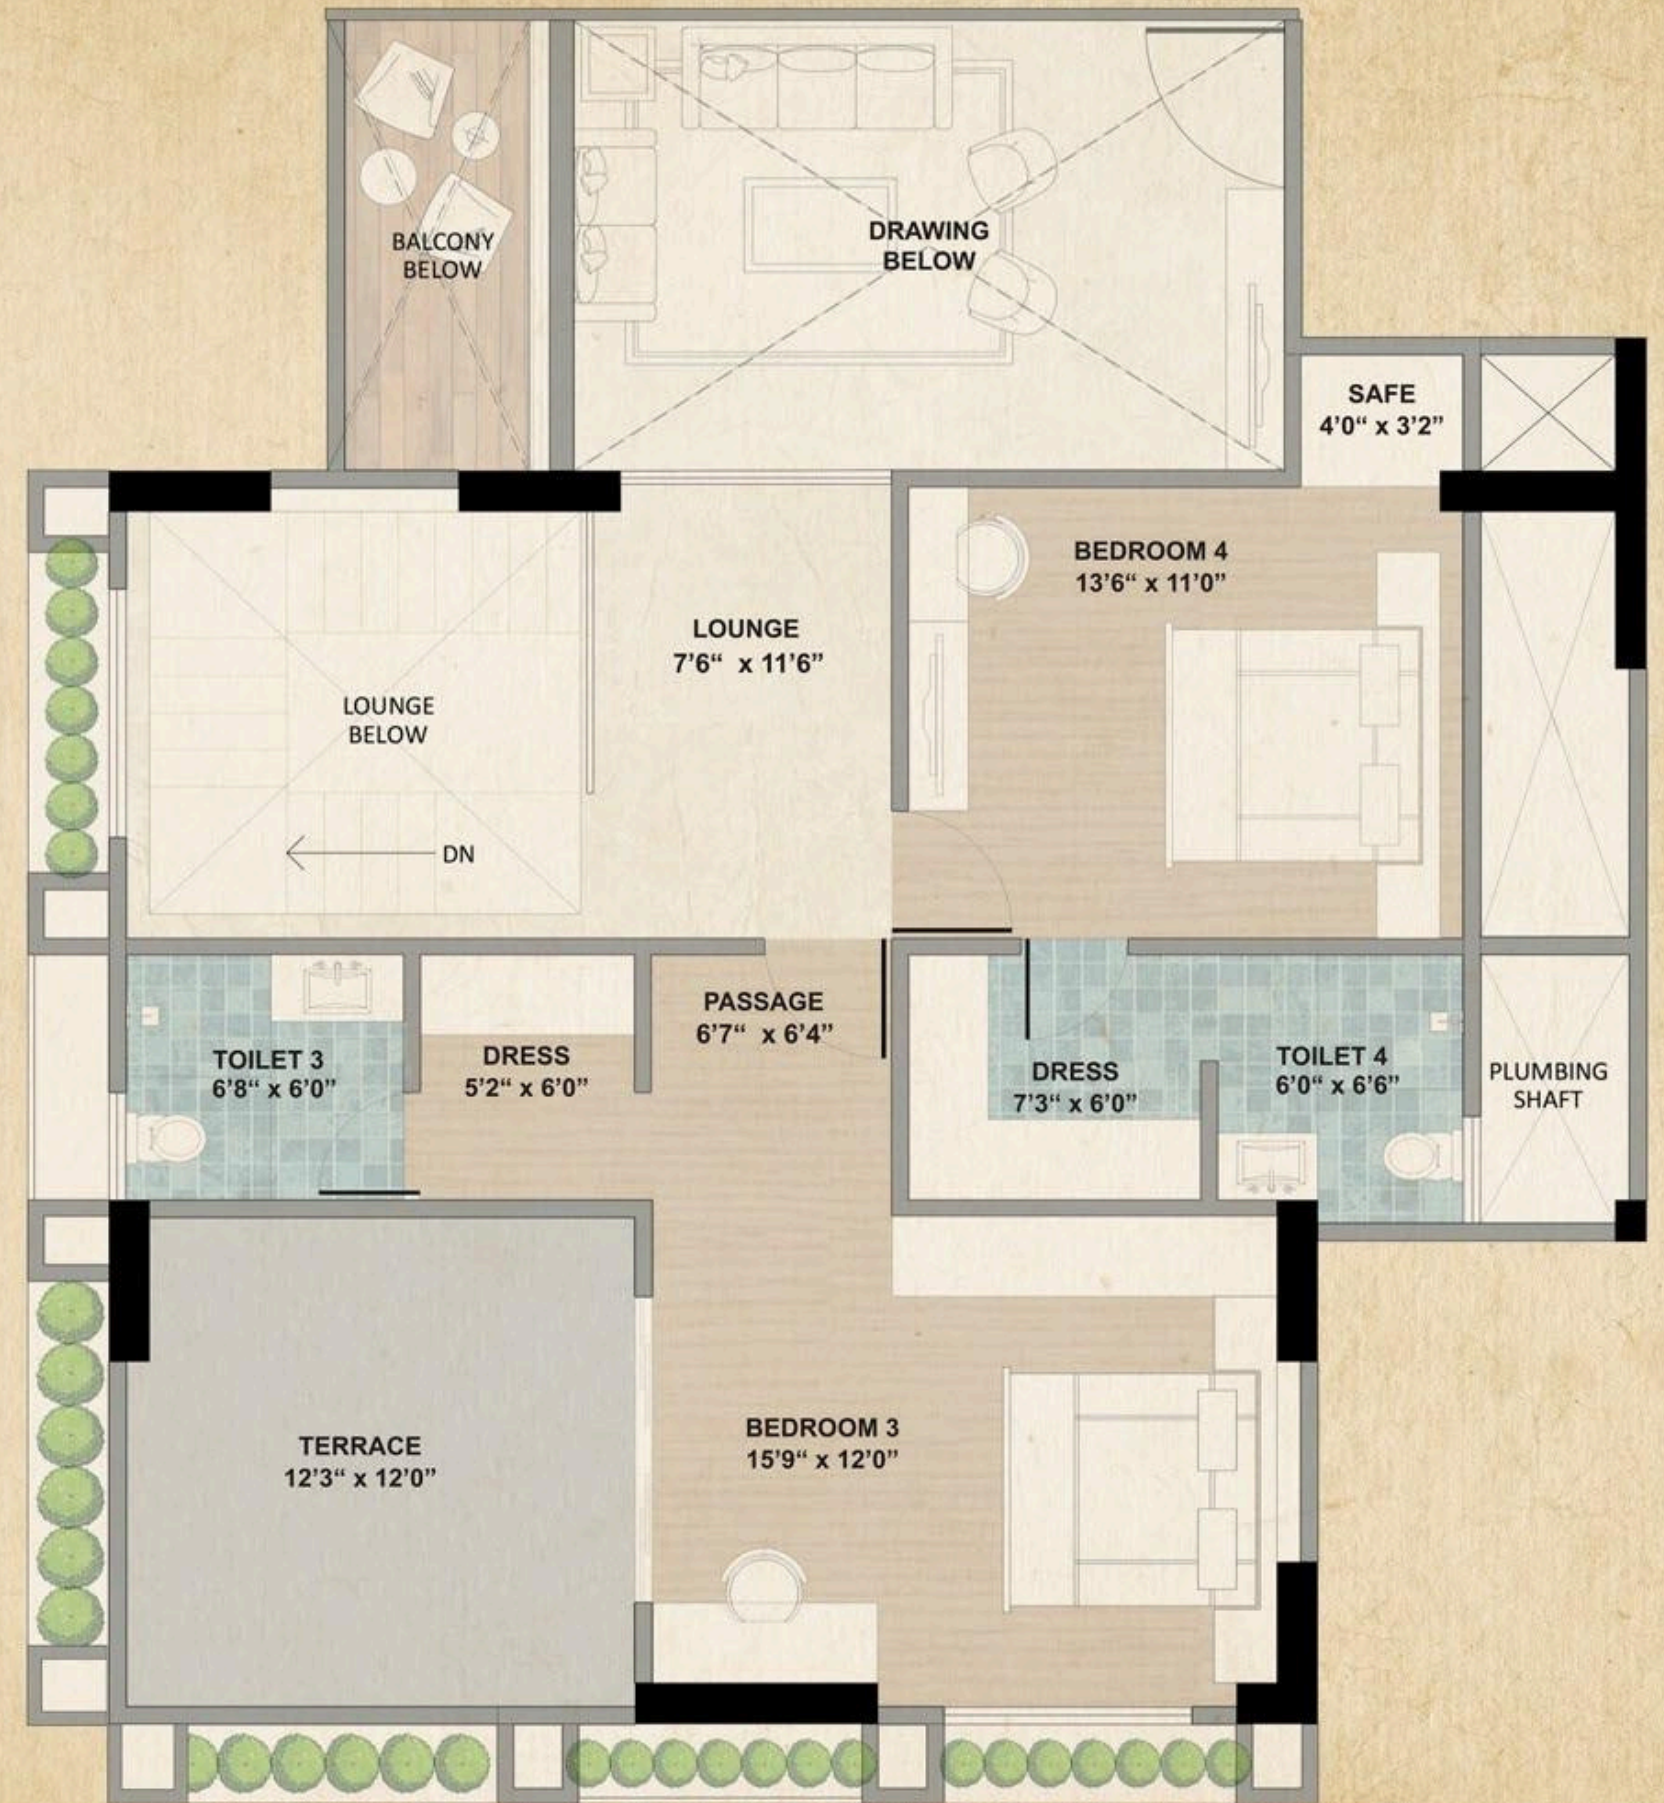 BALCONY
BELOW
DRAWING
BELOW
SAFE
4'0“ x 3'2”
BEDROOM 4
13’6“ x 11’0”
LOUNGE
7’6“ x 11’6”
LOUNGE
BELOW
DN
PASSAGE
6’7“ x 6’4”
TOILET 3
6’8“ x 6’0”
DRESS
5’2“ x 6’0”
DRESS
7’3“ x 6’0”
TOILET 4
6’0“ x 6’6”
PLUMBING
SHAFT
TERRACE
12’3“ x 12’0”
BEDROOM 3
15’9“ x 12’0”